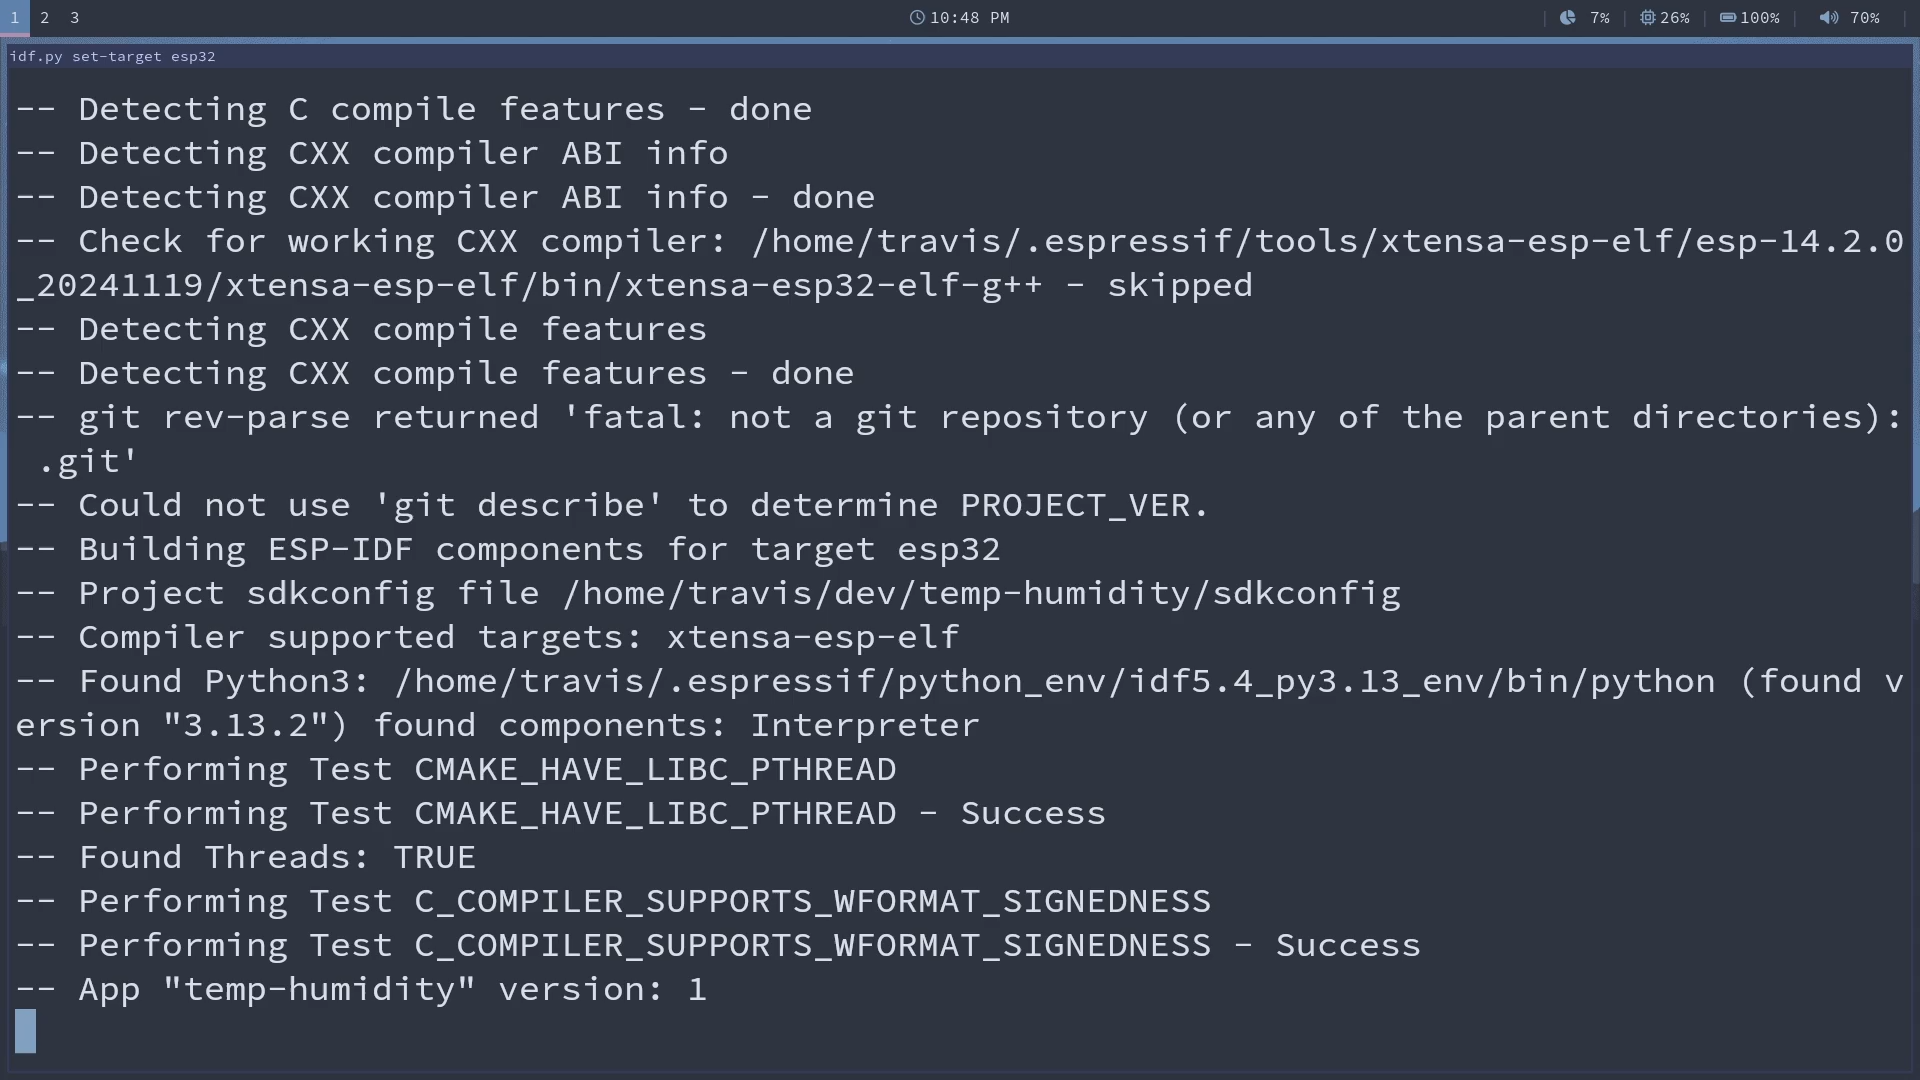 1 2 3 10:48 PM | 7% | 26% | 100% | 70% |
idf.py set-target esp32
-- Detecting C compile features - done
-- Detecting CXX compiler ABI info
-- Detecting CXX compiler ABI info - done
-- Check for working CXX compiler: /home/travis/.espressif/tools/xtensa-esp-elf/esp-14.2.0
_20241119/xtensa-esp-elf/bin/xtensa-esp32-elf-g++ - skipped
-- Detecting CXX compile features
-- Detecting CXX compile features - done
-- git rev-parse returned 'fatal: not a git repository (or any of the parent directories):
 .git'
-- Could not use 'git describe' to determine PROJECT_VER.
-- Building ESP-IDF components for target esp32
-- Project sdkconfig file /home/travis/dev/temp-humidity/sdkconfig
-- Compiler supported targets: xtensa-esp-elf
-- Found Python3: /home/travis/.espressif/python_env/idf5.4_py3.13_env/bin/python (found v
ersion "3.13.2") found components: Interpreter
-- Performing Test CMAKE_HAVE_LIBC_PTHREAD
-- Performing Test CMAKE_HAVE_LIBC_PTHREAD - Success
-- Found Threads: TRUE
-- Performing Test C_COMPILER_SUPPORTS_WFORMAT_SIGNEDNESS
-- Performing Test C_COMPILER_SUPPORTS_WFORMAT_SIGNEDNESS - Success
-- App "temp-humidity" version: 1